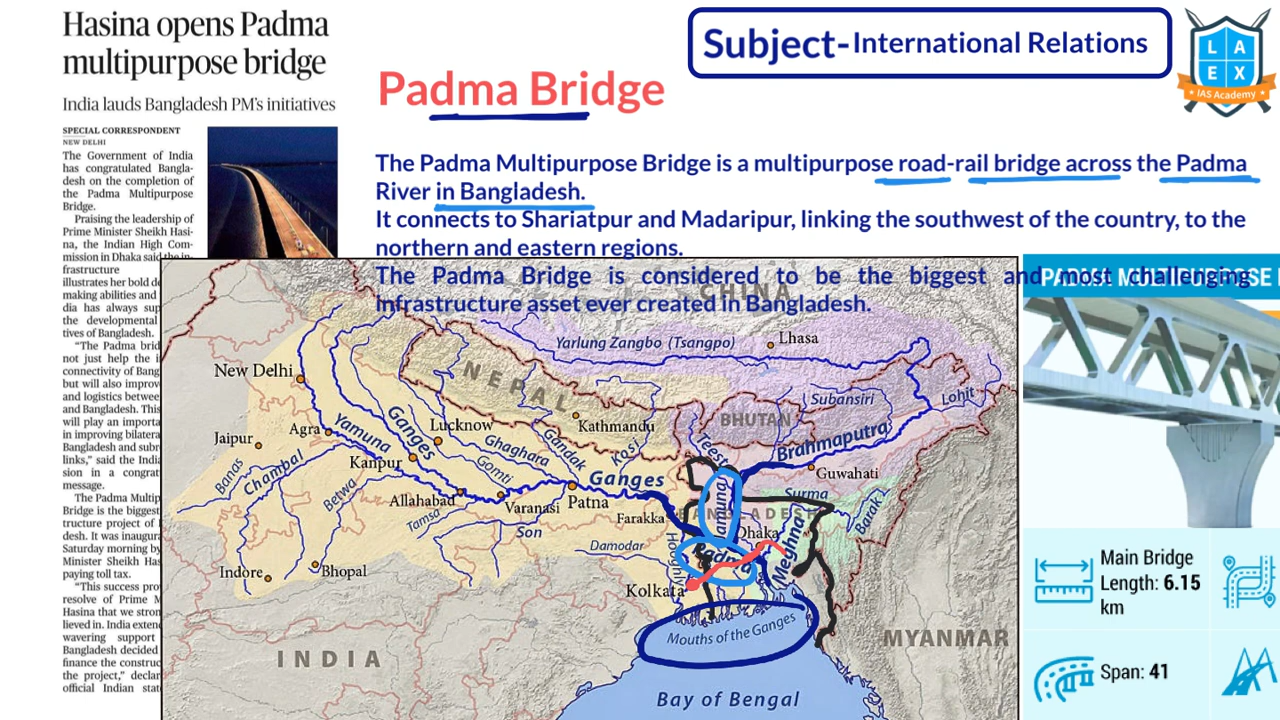 Hasina opens Padma
multipurpose bridge
India lauds Bangladesh PM's initiatives
SPECIAL CORRESPONDENT
NEW DELHI
The Government of India
has congratulated Bangla-
desh on the completion of
the Padma Multipurpose
Bridge.
Praising the leadership of
Prime Minister Sheikh Hasi-
na, the Indian High Com-
mission in Dhaka said the in-
frastructure
illustrates her bold
making abilities and
dia has always sup
the developmental
tives of Bangladesh.
"The Padma brid
not just help the i
connectivity of Bang
but will also improv
and logistics betwee
and Bangladesh. This
will play an importa
in improving bilatera
Bangladesh and subr
links," said the India
sion in a congrat
message.
The Padma Multip
Bridge is the biggest
tructure project of
desh. It was inaugura
Saturday morning by
Minister Sheikh Has
paying toll tax.
"This success pro
resolve of Prime M
Hasina that we stron
lieved in. India exten
wavering support
Bangladesh decided
finance the construc
the project," declar
official Indian stat
Subject-International Relations
L A
E X
IAS Academy
Padma Bridge
The Padma Multipurpose Bridge is a multipurpose road-rail bridge across the Padma
River in Bangladesh.
It connects to Shariatpur and Madaripur, linking the southwest of the country, to the
northern and eastern regions.
The Padma Bridge is considered to be the biggest and most challenging
infrastructure asset ever created in Bangladesh.
CHINA
PADMA MULTIPURPOSE
Yarlung Zangbo (Tsangpo)
Lhasa
New Delhi
NEPAL
Subansiri
Lohit
BHUTAN
Jaipur
Agra
Yamuna
Ganges
Lucknow
Kathmandu
Teesta
Brahmaputra
Banas
Chambal
Kanpur
Ghaghara
Gandak
Kosi
Gomti
Ganges
Guwahati
Betwa
Allahabad
Varanasi
Patna
Jamuna
Surma
Tamsa
Son
Farakka
BANGLADESH
Barak
Damodar
Hooghly
Dhaka
Padma
Meghna
Indore
Bhopal
Kolkata
Mouths of the Ganges
INDIA
MYANMAR
Bay of Bengal
Main Bridge
Length: 6.15
km
Span: 41